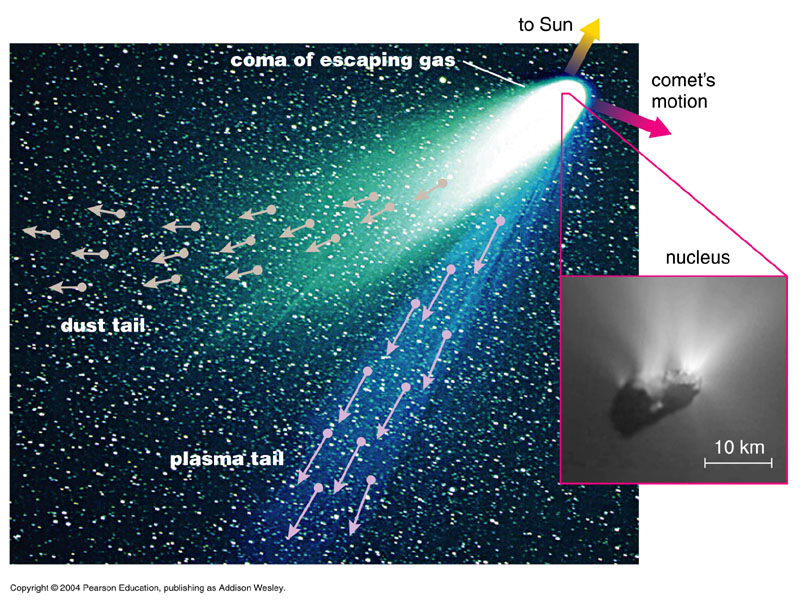 to Sun
coma of escaping gas
comet's
motion
nucleus
dust tail
plasma tail
10 km
Copyright © 2004 Pearson Education, publishing as Addison Wesley.